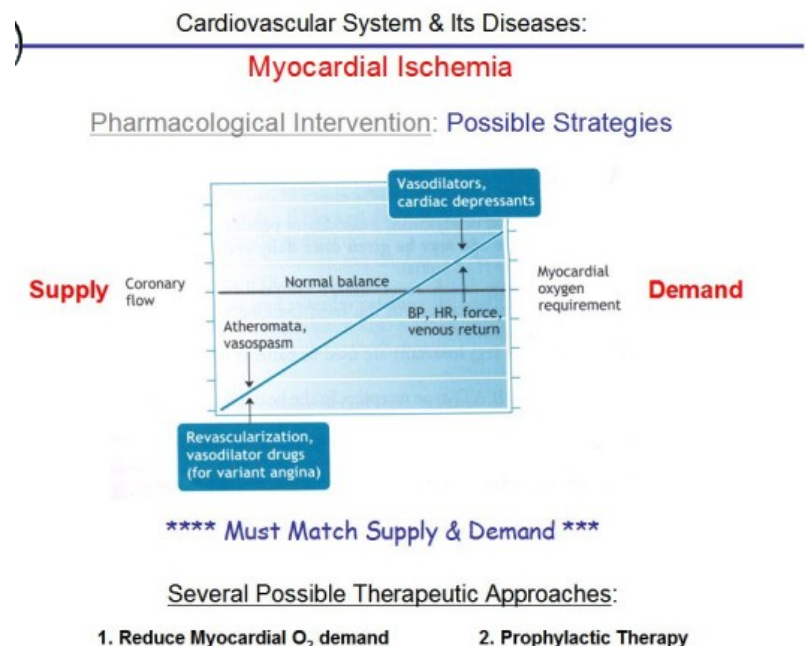 Cardiovascular System & Its Diseases:
Myocardial Ischemia
Pharmacological Intervention: Possible Strategies
Vasodilators,
cardiac depressants
Supply
Coronary
flow
Normal balance
Myocardial
oxygen
requirement
Demand
BP, HR, force,
venous return
Atheromata,
vasospasm
Revascularization,
vasodilator drugs
(for variant angina)
**** Must Match Supply & Demand ***
Several Possible Therapeutic Approaches:
1. Reduce Myocardial O₂ demand
2. Prophylactic Therapy